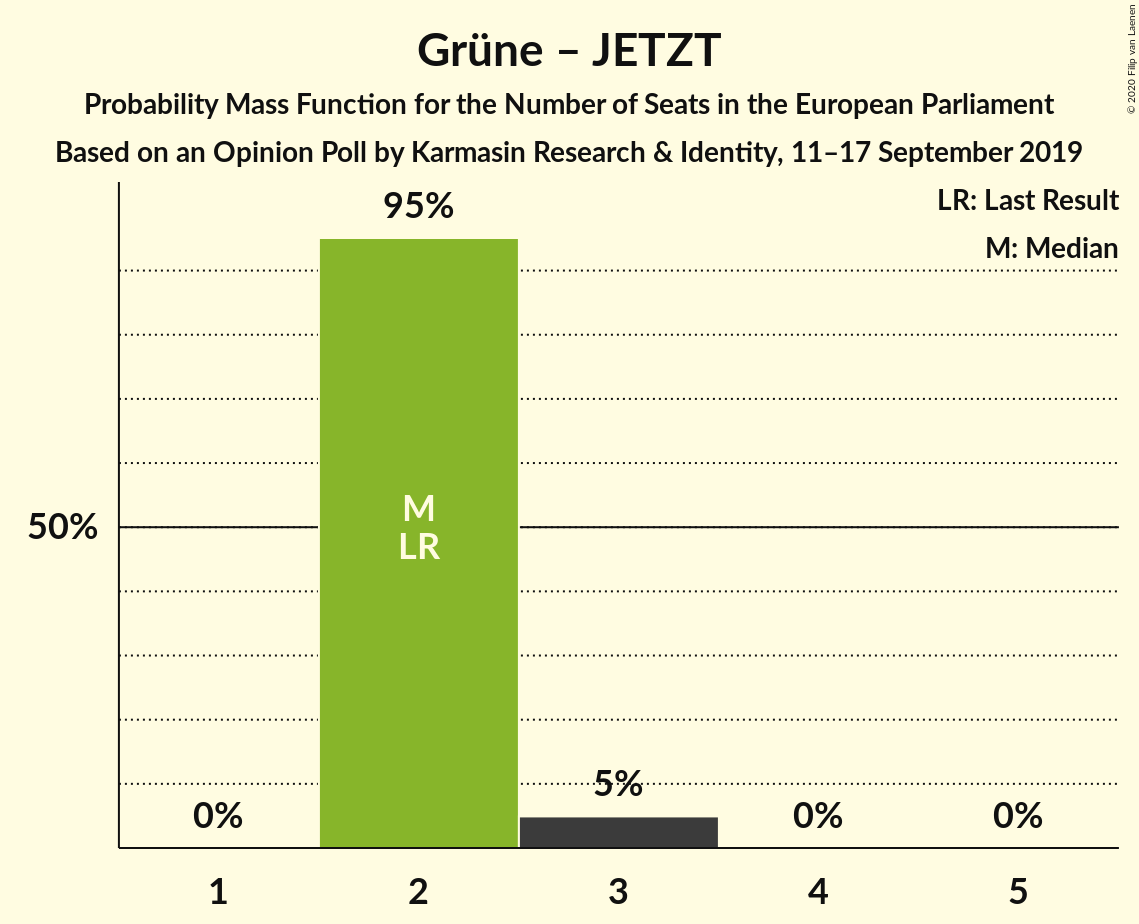 Grüne – JETZT
Probability Mass Function for the Number of Seats in the European Parliament
Based on an Opinion Poll by Karmasin Research & Identity, 11–17 September 2019
© 2020 Filip van Laenen
LR: Last Result
M: Median
95%
50%
M
LR
0%
5%
0%
0%
1
2
3
4
5